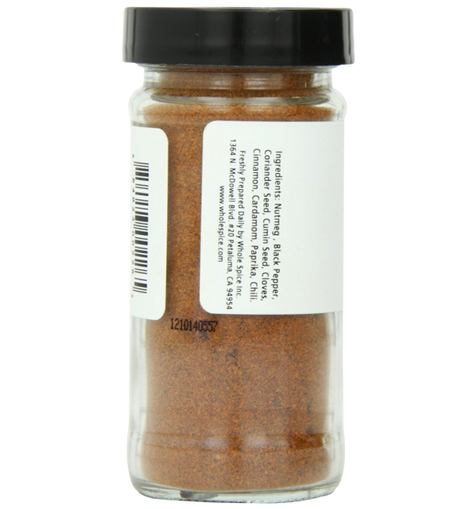 Ingredients: Nutmeg , Black Pepper,
Coriander Seed, Cumin Seed, Cloves,
Cinnamon, Cardamom, Paprika, Chili.
Freshly Prepared Daily by Whole Spice Inc.
1364 N. McDowell Blvd. #20 Petaluma, CA 94954
www.wholespice.com
1210140557